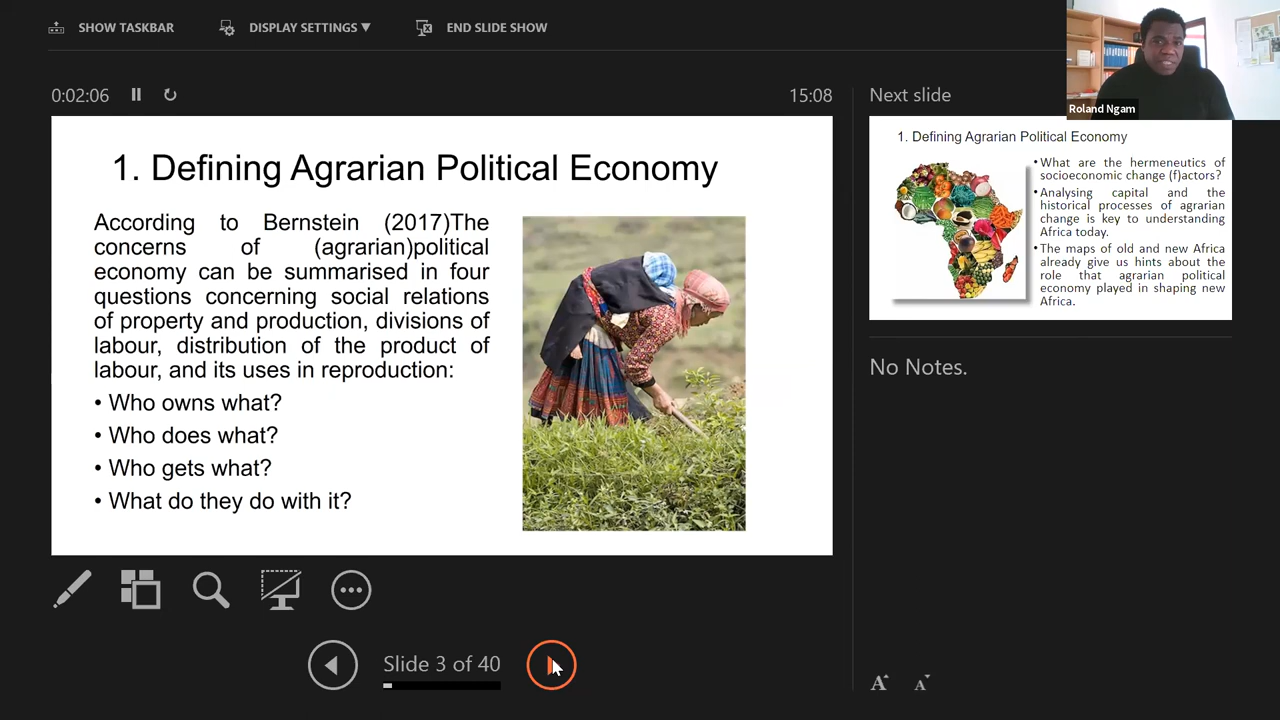 SHOW TASKBAR
DISPLAY SETTINGS ▼
END SLIDE SHOW
Roland Ngam
0:02:06
15:08
Next slide
1. Defining Agrarian Political Economy
According to Bernstein (2017)The
concerns of (agrarian)political
economy can be summarised in four
questions concerning social relations
of property and production, divisions of
labour, distribution of the product of
labour, and its uses in reproduction:
• Who owns what?
• Who does what?
• Who gets what?
• What do they do with it?
1. Defining Agrarian Political Economy
• What are the hermeneutics of
socioeconomic change (f)actors?
• Analysing capital and the
historical processes of agrarian
change is key to understanding
Africa today.
• The maps of old and new Africa
already give us hints about the
role that agrarian political
economy played in shaping new
Africa.
No Notes.
Slide 3 of 40
A A